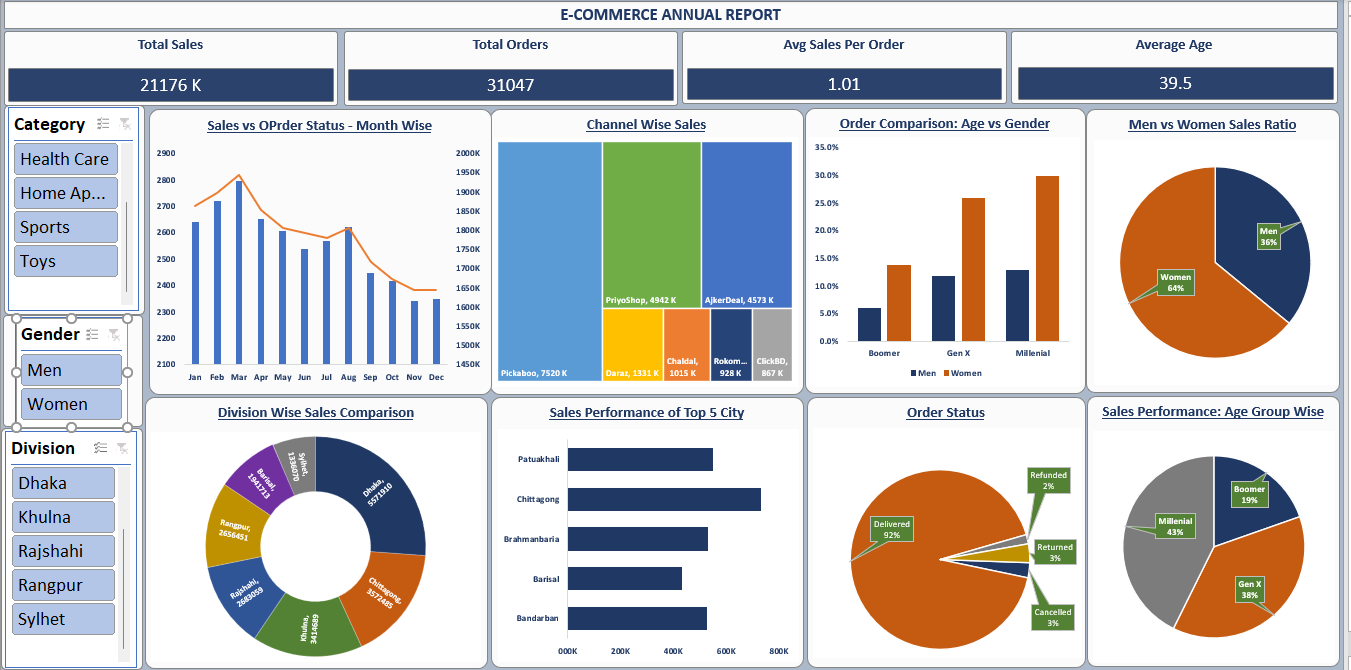 E-COMMERCE ANNUAL REPORT
Total Sales
21176 K
Total Orders
31047
Avg Sales Per Order
1.01
Average Age
39.5
Category
Health Care
Home Ap...
Sports
Toys
Gender
Men
Women
Division
Dhaka
Khulna
Rajshahi
Rangpur
Sylhet
Sales vs OPrder Status - Month Wise
2900
2800
2700
2600
2500
2400
2300
2200
2100
2000K
1950K
1900K
1850K
1800K
1750K
1700K
1650K
1600K
1550K
1500K
1450K
Jan Feb Mar Apr May Jun Jul Aug Sep Oct Nov Dec
Channel Wise Sales
Pickaboo, 7520 K
PriyoShop, 4942 K
AjkerDeal, 4573 K
Daraz, 1331 K
Chaldal,
1015 K
Rokom...
928 K
ClickBD,
867 K
Order Comparison: Age vs Gender
35.0%
30.0%
25.0%
20.0%
15.0%
10.0%
5.0%
0.0%
Boomer Gen X Millenial
Men Women
Men vs Women Sales Ratio
Men
36%
Women
64%
Division Wise Sales Comparison
Dhaka,
5571910
Chittagong,
3572485
Khulna,
3414689
Rajshahi,
2683059
Rangpur,
2656451
Barisal,
1941713
Sylhet,
1336070
Sales Performance of Top 5 City
Patuakhali
Chittagong
Brahmanbaria
Barisal
Bandarban
000K 200K 400K 600K 800K
Order Status
Delivered
92%
Refunded
2%
Returned
3%
Cancelled
3%
Sales Performance: Age Group Wise
Boomer
19%
Millenial
43%
Gen X
38%